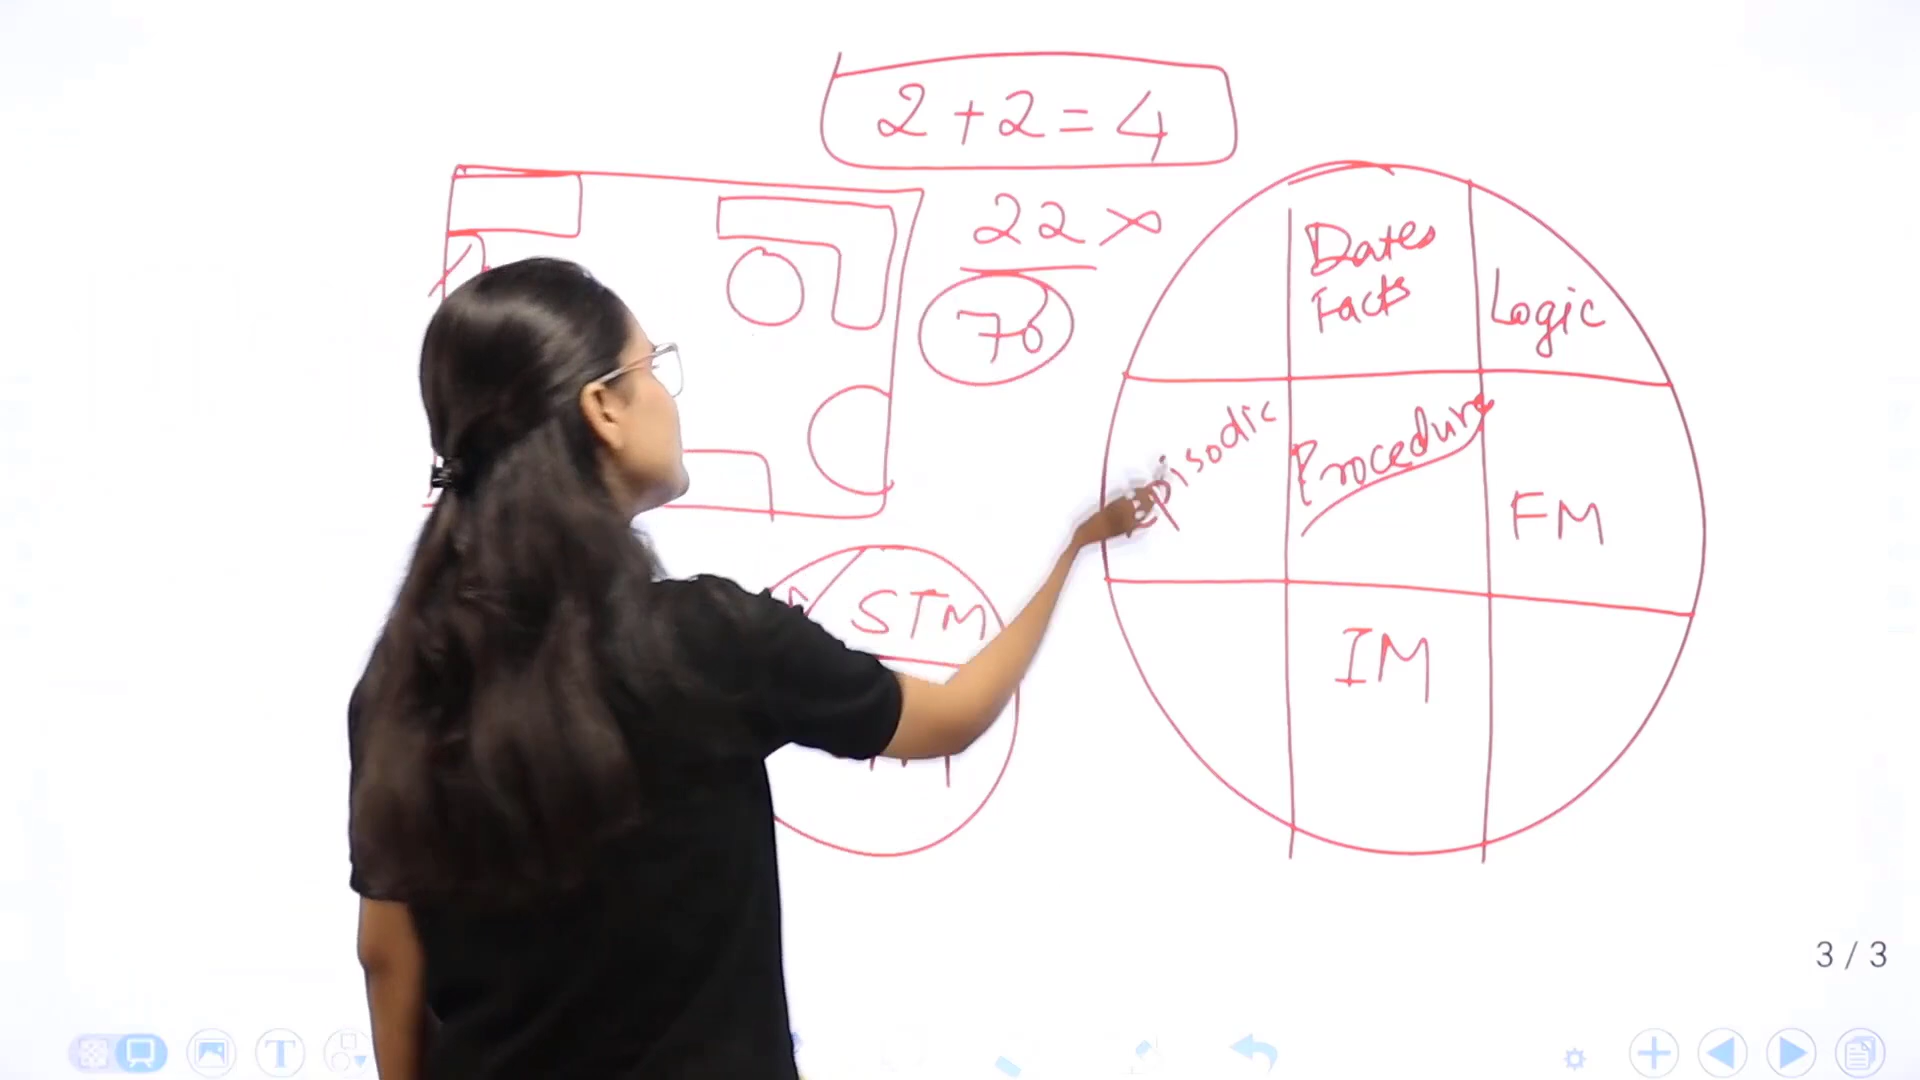 2 + 2 = 4
22 ×
76
Dates
Facts
Logic
Episodic
Procedure
FM
IM
STM
3 / 3
T